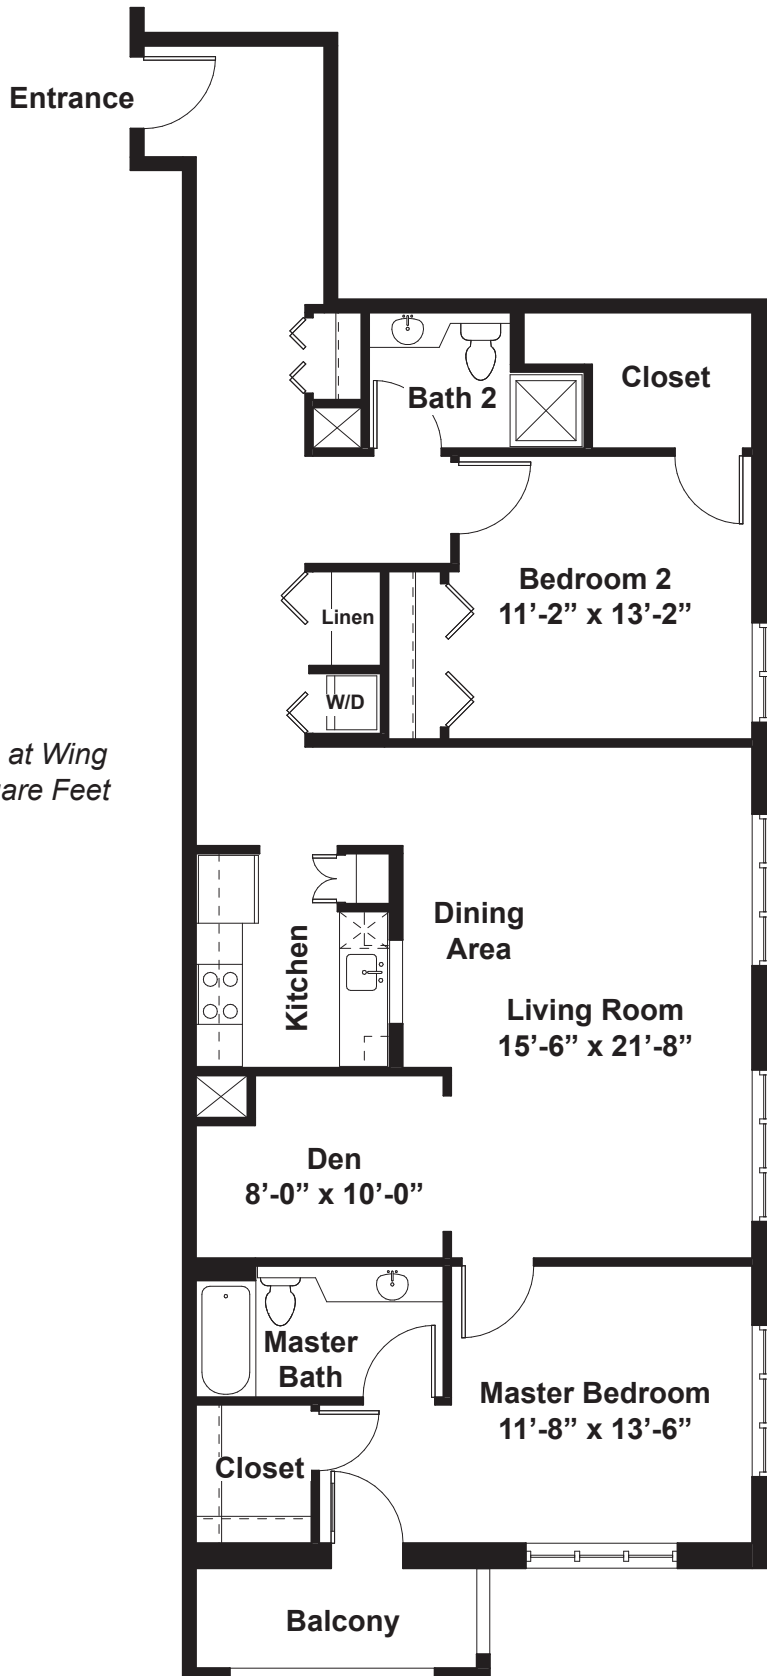 Entrance
Closet
Bath 2
Bedroom 2
11’-2” x 13’-2”
Linen
W/D
at Wing
are Feet
Dining
Area
Kitchen
Living Room
15’-6” x 21’-8”
Den
8’-0” x 10’-0”
Master
Bath
Master Bedroom
11’-8” x 13’-6”
Closet
Balcony